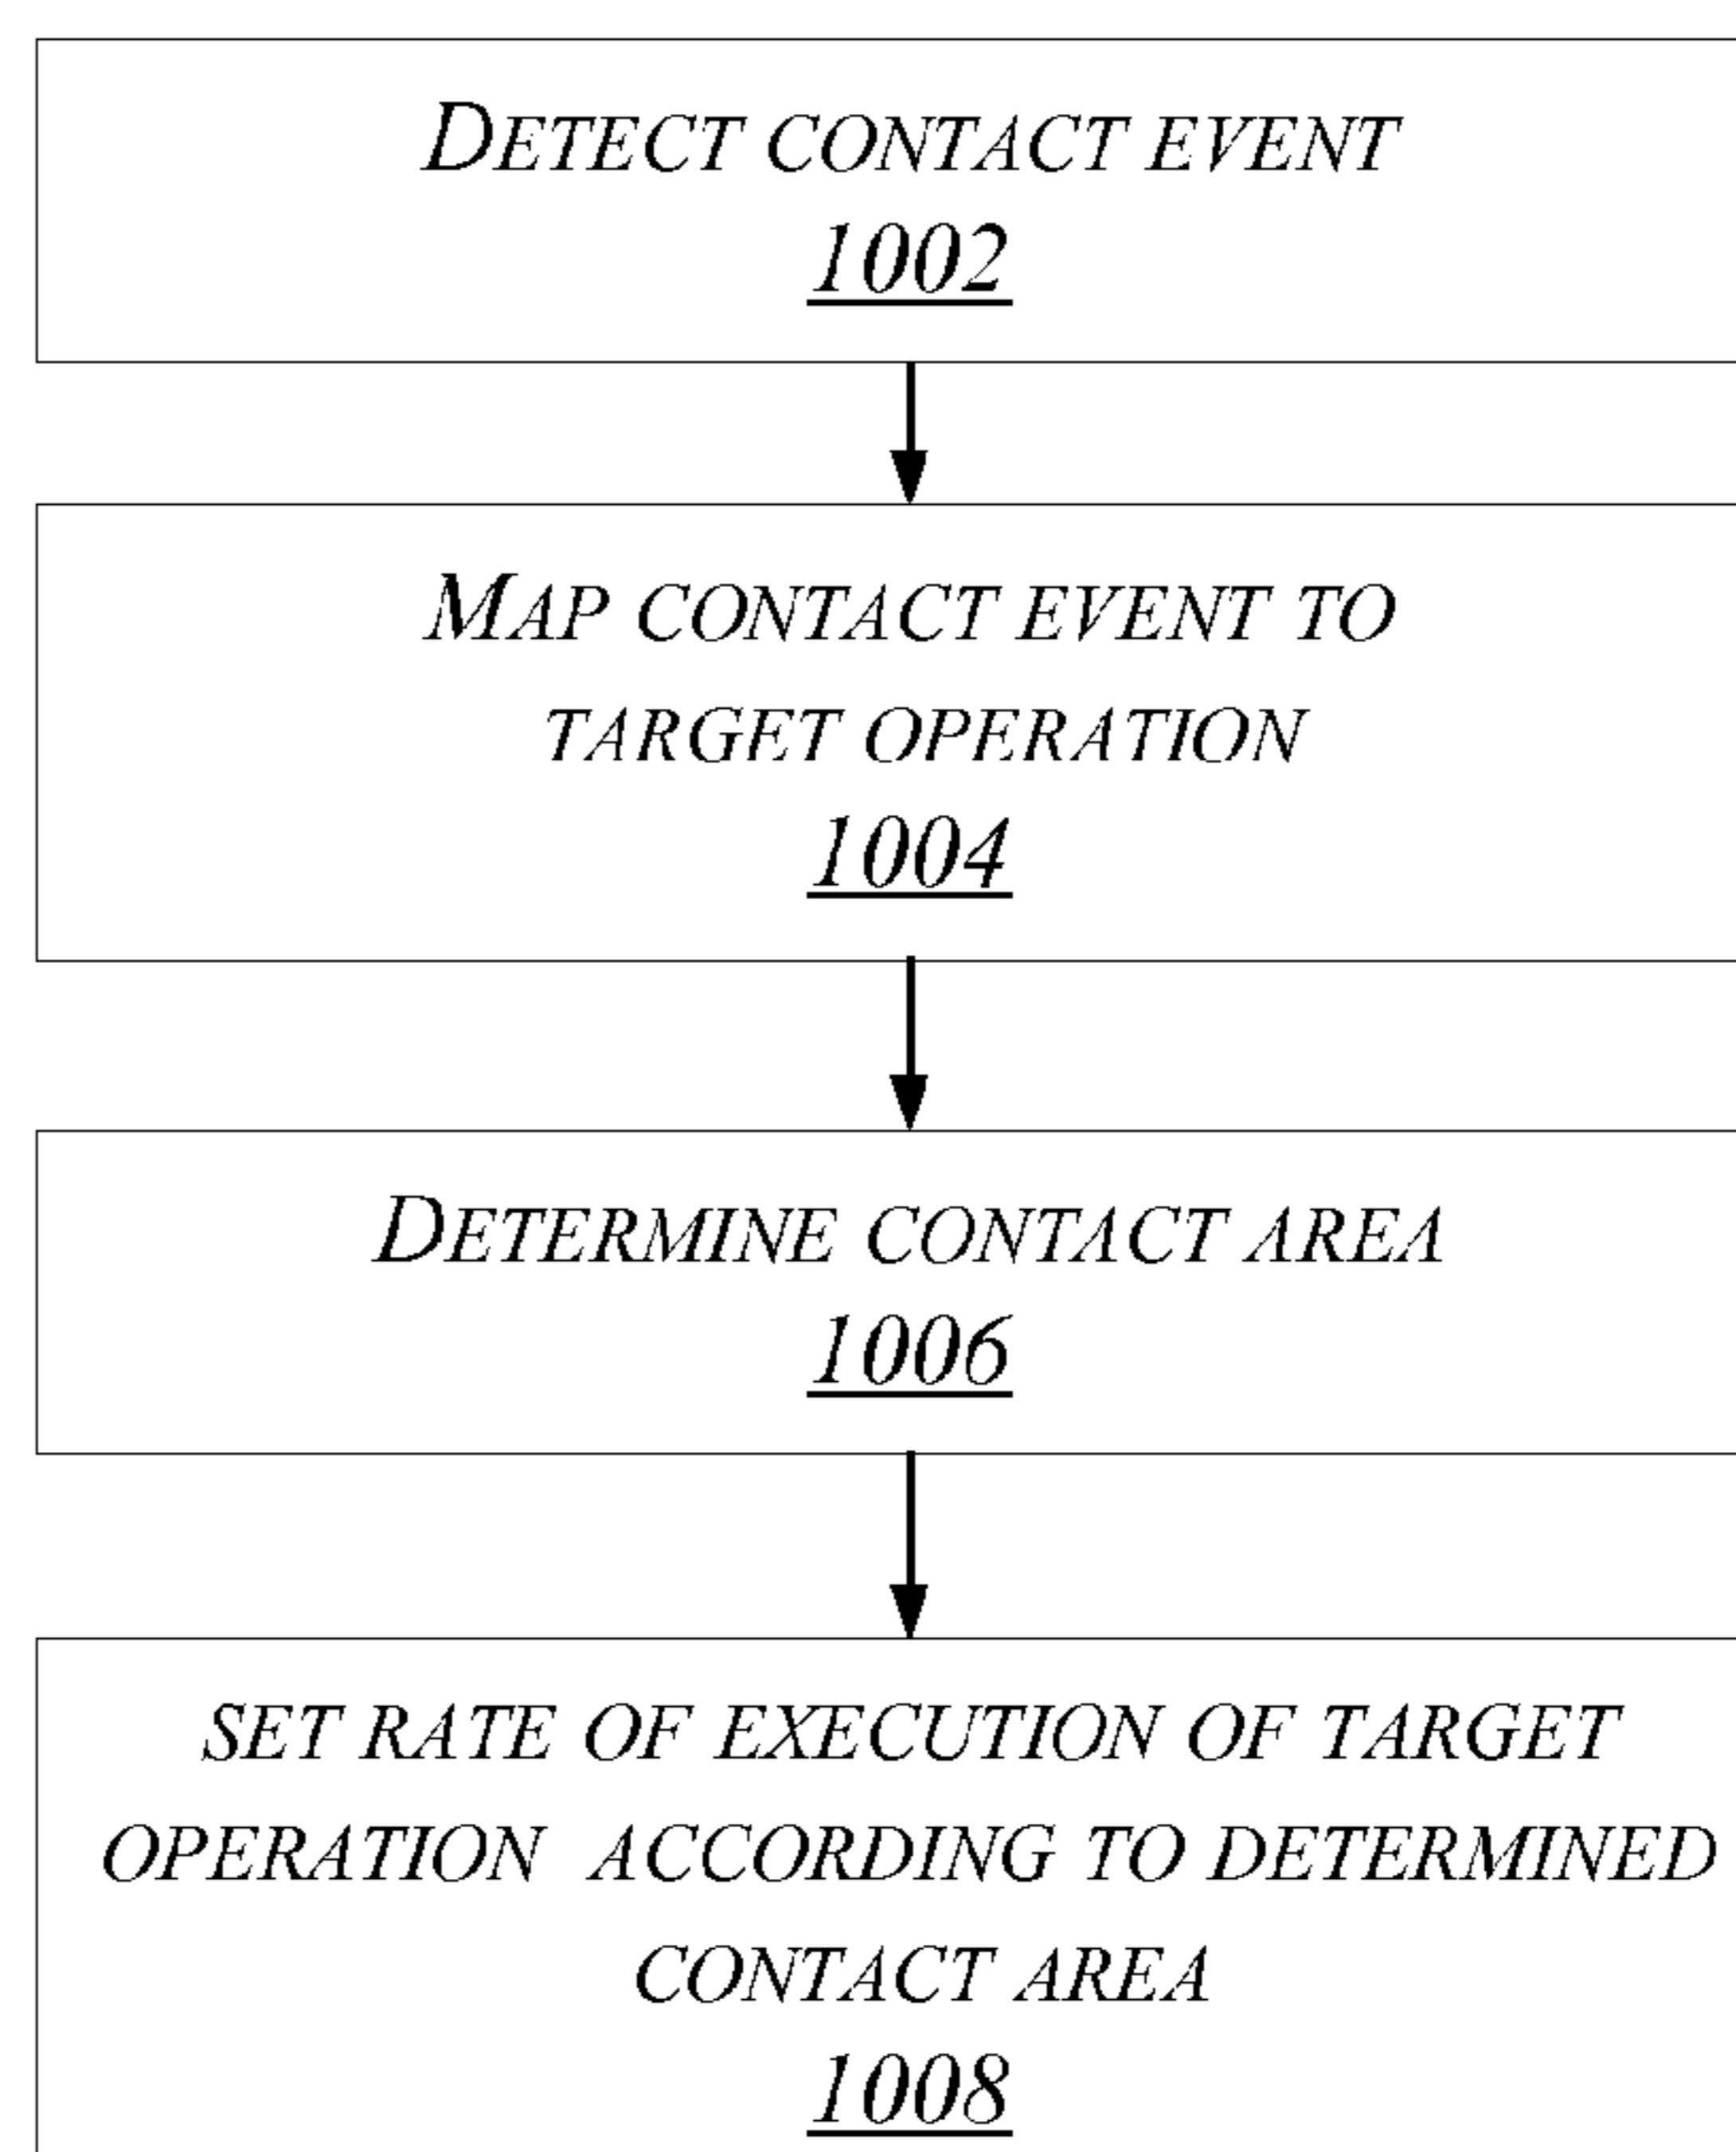 DETECT CONTACT EVENT
1002
MAP CONTACT EVENT TO
TARGET OPERATION
1004
DETERMINE CONTACT AREA
1006
SET RATE OF EXECUTION OF TARGET
OPERATION ACCORDING TO DETERMINED
CONTACT AREA
1008